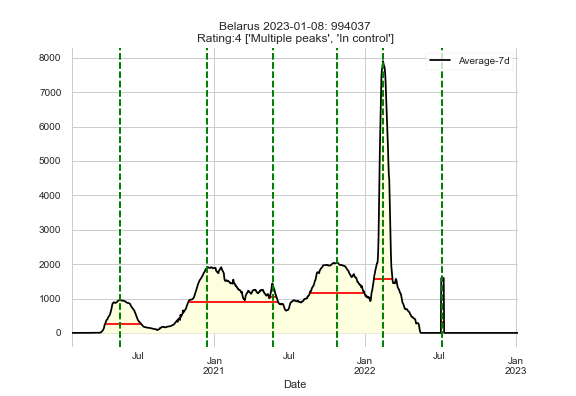 Belarus 2023-01-08: 994037
Rating:4 ['Multiple peaks', 'In control']
Average-7d
8000
7000
6000
5000
4000
3000
2000
1000
0
Jul
Jan
2021
Jul
Jan
2022
Jul
Jan
2023
Date